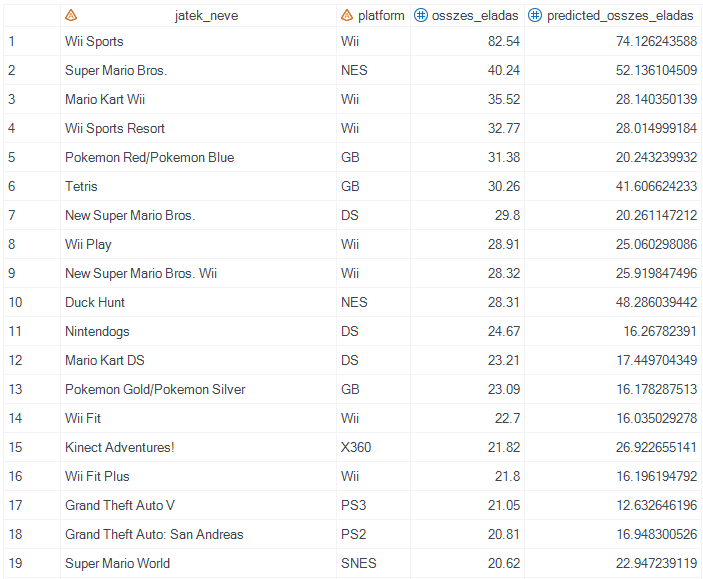 jatek_neve platform osszes_eladas predicted_osszes_eladas
1 Wii Sports Wii 82.54 74.126243588
2 Super Mario Bros. NES 40.24 52.136104509
3 Mario Kart Wii Wii 35.52 28.140350139
4 Wii Sports Resort Wii 32.77 28.014999184
5 Pokemon Red/Pokemon Blue GB 31.38 20.243239932
6 Tetris GB 30.26 41.606624233
7 New Super Mario Bros. DS 29.8 20.261147212
8 Wii Play Wii 28.91 25.060298086
9 New Super Mario Bros. Wii Wii 28.32 25.919847496
10 Duck Hunt NES 28.31 48.286039442
11 Nintendogs DS 24.67 16.26782391
12 Mario Kart DS DS 23.21 17.449704349
13 Pokemon Gold/Pokemon Silver GB 23.09 16.178287513
14 Wii Fit Wii 22.7 16.035029278
15 Kinect Adventures! X360 21.82 26.922655141
16 Wii Fit Plus Wii 21.8 16.196194792
17 Grand Theft Auto V PS3 21.05 12.632646196
18 Grand Theft Auto: San Andreas PS2 20.81 16.948300526
19 Super Mario World SNES 20.62 22.947239119